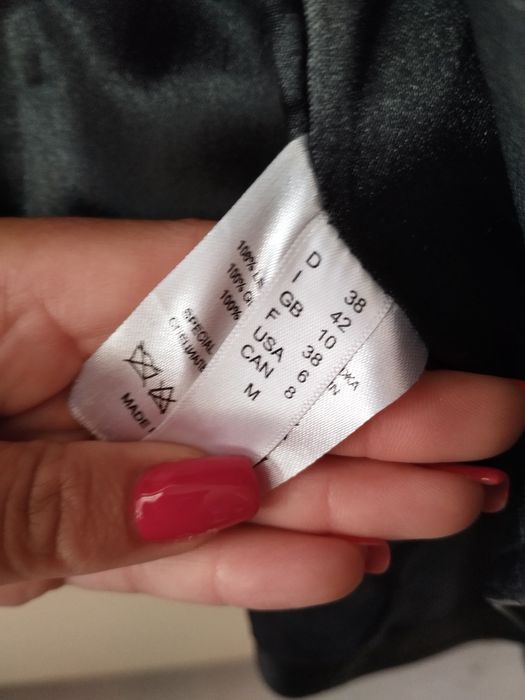 100%
100%
100%
SPECIAL
MADE
D 38
I 42
GB 10
F 38
USA 6
CAN 8
M